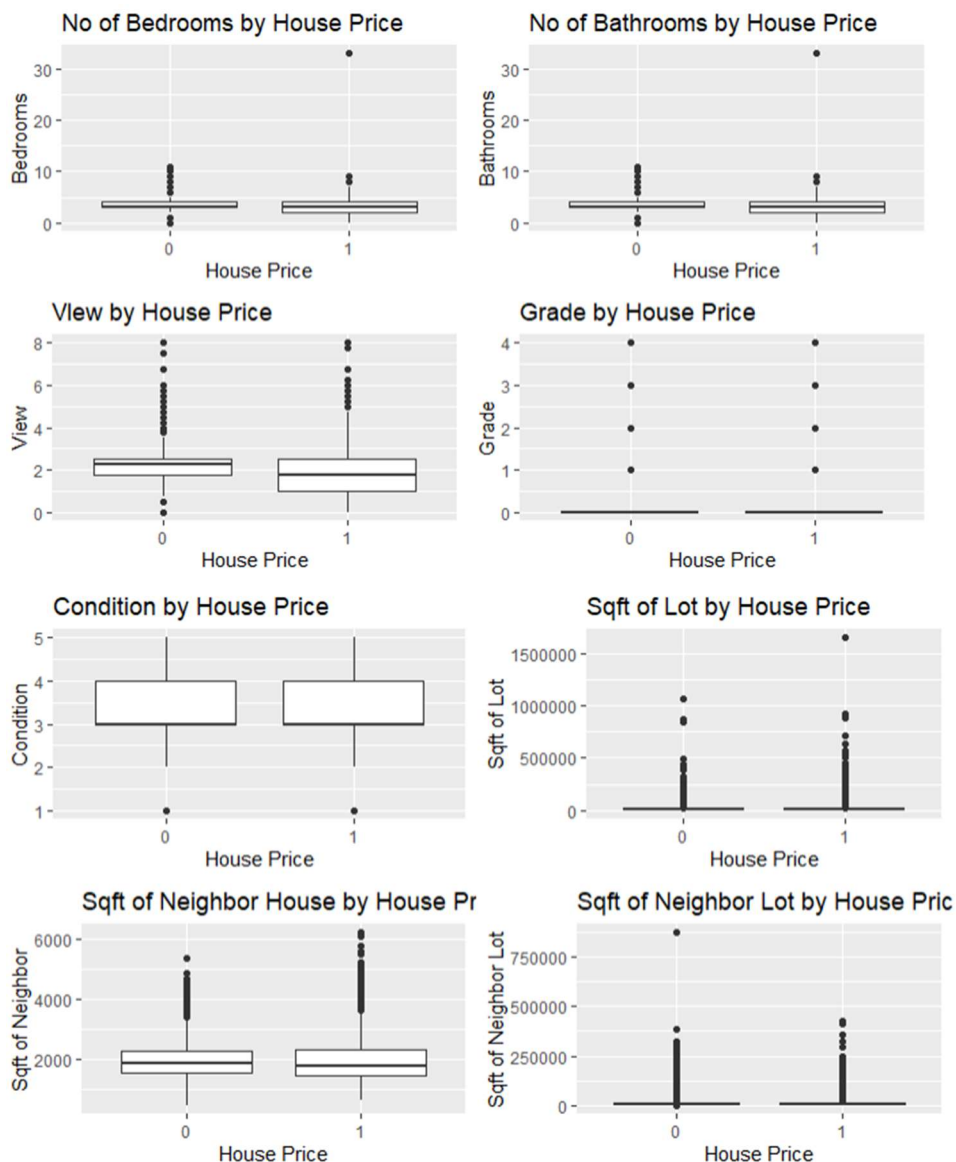 No of Bedrooms by House Price
30
20
10
0
Bedrooms
0 1
House Price
No of Bathrooms by House Price
30
20
10
0
Bathrooms
0 1
House Price
VIew by House Price
8
6
4
2
0
View
0 1
House Price
Grade by House Price
4
3
2
1
0
Grade
0 1
House Price
Condition by House Price
5
4
3
2
1
Condition
0 1
House Price
Sqft of Lot by House Price
1500000
1000000
500000
0
Sqft of Lot
0 1
House Price
Sqft of Neighbor House by House Pr
6000
4000
2000
Sqft of Neighbor
0 1
House Price
Sqft of Neighbor Lot by House Pric
750000
500000
250000
0
Sqft of Neighbor Lot
0 1
House Price